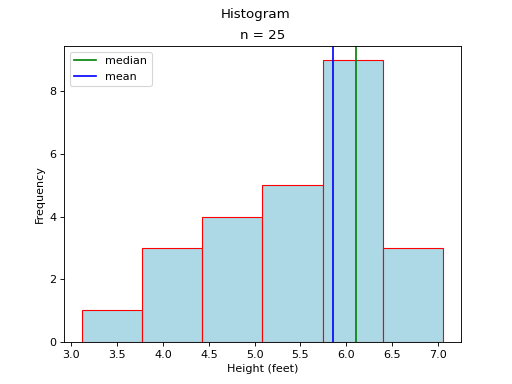 Histogram
n = 25
median
mean
Frequency
8
6
4
2
0
3.0 3.5 4.0 4.5 5.0 5.5 6.0 6.5 7.0
Height (feet)